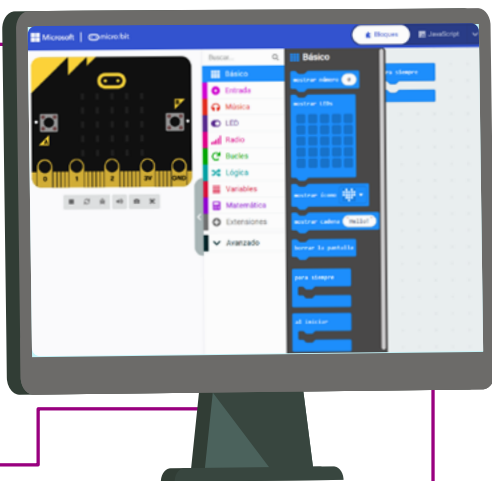 Microsoft | micro:bit
Bloques
JavaScript
Buscar...
Básico
Entrada
Música
LED
Radio
Bucles
Lógica
Variables
Matemática
Extensiones
Avanzado
Básico
mostrar número 0
mostrar LEDs
mostrar ícono
mostrar cadena Hello!
borrar la pantalla
para siempre
al iniciar
ra siempre
A
B
0 1 2 3V GND